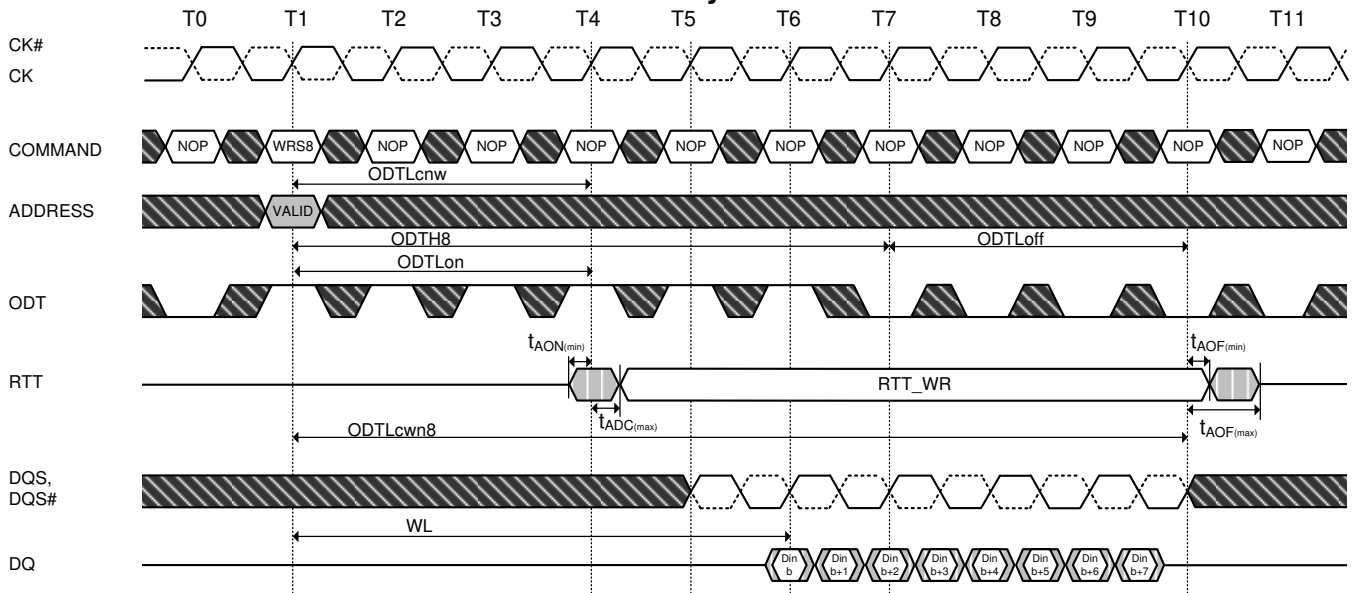 T0 T1 T2 T3 T4 T5 T6 T7 T8 T9 T10 T11
CK#
CK
COMMAND NOP WRS8 NOP NOP NOP NOP NOP NOP NOP NOP NOP NOP
ODTLcnw
ADDRESS VALID
ODTH8 ODTLoff
ODTLon
ODT
tAON(min) tAOF(min)
RTT RTT_WR
tADC(max) tAOF(max)
ODTLcwn8
DQS,
DQS#
WL
DQ Din b Din b+1 Din b+2 Din b+3 Din b+4 Din b+5 Din b+6 Din b+7